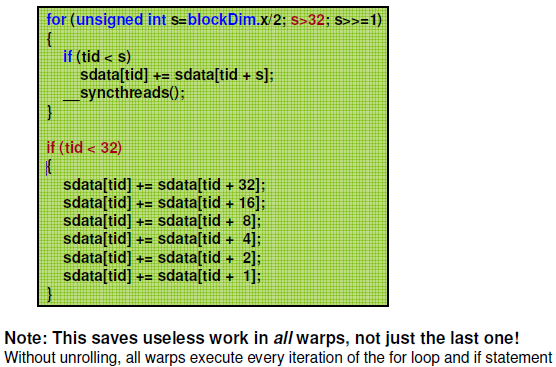 for (unsigned int s=blockDim.x/2; s>32; s>>=1)
{
if (tid < s)
sdata[tid] += sdata[tid + s];
__syncthreads();
}
if (tid < 32)
{
sdata[tid] += sdata[tid + 32];
sdata[tid] += sdata[tid + 16];
sdata[tid] += sdata[tid + 8];
sdata[tid] += sdata[tid + 4];
sdata[tid] += sdata[tid + 2];
sdata[tid] += sdata[tid + 1];
}
Note: This saves useless work in all warps, not just the last one!
Without unrolling, all warps execute every iteration of the for loop and if statement